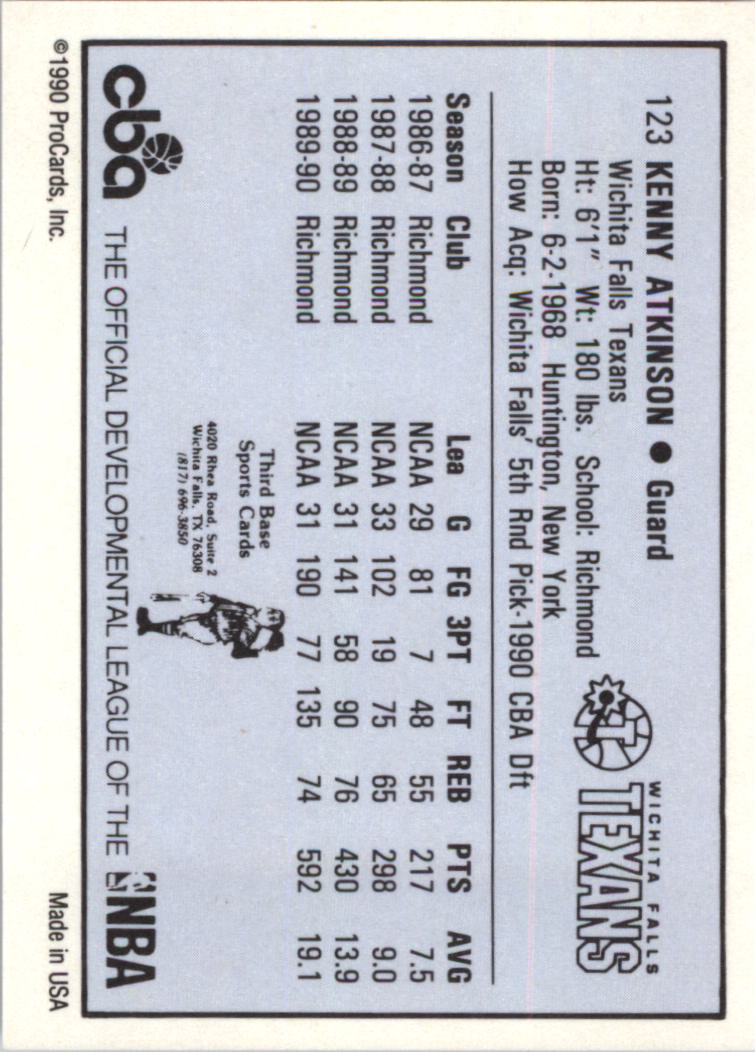 123 KENNY ATKINSON ● Guard
Wichita Falls Texans
Ht: 6'1" Wt: 180 lbs. School: Richmond
Born: 6-2-1968 Huntington, New York
How Acq: Wichita Falls' 5th Rnd Pick-1990 CBA Dft
WICHITA FALLS
TEXANS
Season Club Lea G FG 3PT FT REB PTS AVG
1986-87 Richmond NCAA 29 81 7 48 55 217 7.5
1987-88 Richmond NCAA 33 102 19 75 65 298 9.0
1988-89 Richmond NCAA 31 141 58 90 76 430 13.9
1989-90 Richmond NCAA 31 190 77 135 74 592 19.1
Third Base
Sports Cards
4020 Rhea Road, Suite 2
Wichita Falls, TX 76308
(817) 696-3850
cba THE OFFICIAL DEVELOPMENTAL LEAGUE OF THE NBA
©1990 ProCards, Inc. Made in USA